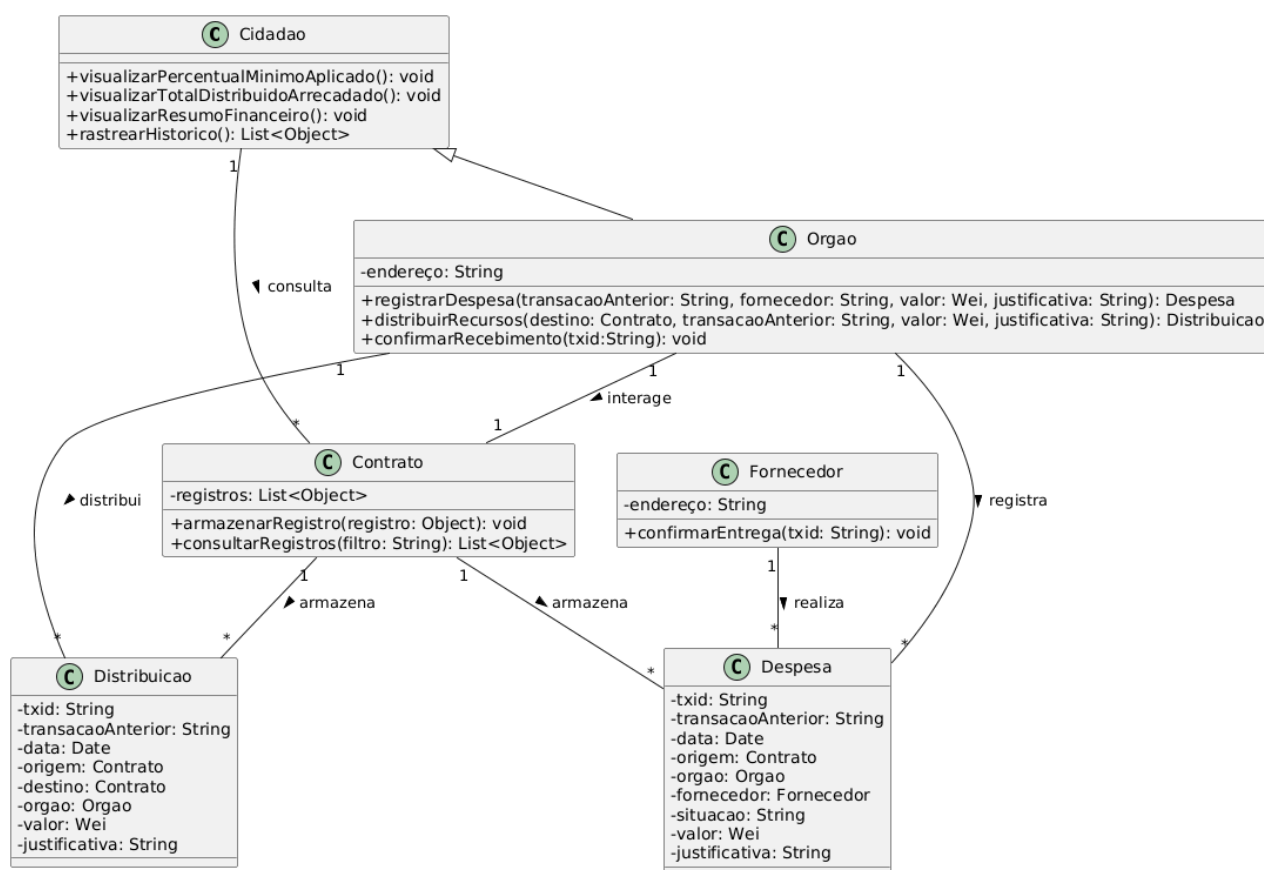 C Cidadao
+visualizarPercentualMinimoAplicado(): void
+visualizarTotalDistribuidoArrecadado(): void
+visualizarResumoFinanceiro(): void
+rastrearHistorico(): List<Object>
1
C Orgao
-endereço: String
+registrarDespesa(transacaoAnterior: String, fornecedor: String, valor: Wei, justificativa: String): Despesa
+distribuirRecursos(destino: Contrato, transacaoAnterior: String, valor: Wei, justificativa: String): Distribuicao
+confirmarRecebimento(txid:String): void
consulta
1
1
1
interage
*
1
C Contrato
-registros: List<Object>
+armazenarRegistro(registro: Object): void
+consultarRegistros(filtro: String): List<Object>
C Fornecedor
-endereço: String
+confirmarEntrega(txid: String): void
distribui
registra
1
1
1
armazena
armazena
realiza
*
*
*
*
*
C Distribuicao
-txid: String
-transacaoAnterior: String
-data: Date
-origem: Contrato
-destino: Contrato
-orgao: Orgao
-valor: Wei
-justificativa: String
C Despesa
-txid: String
-transacaoAnterior: String
-data: Date
-origem: Contrato
-orgao: Orgao
-fornecedor: Fornecedor
-situacao: String
-valor: Wei
-justificativa: String